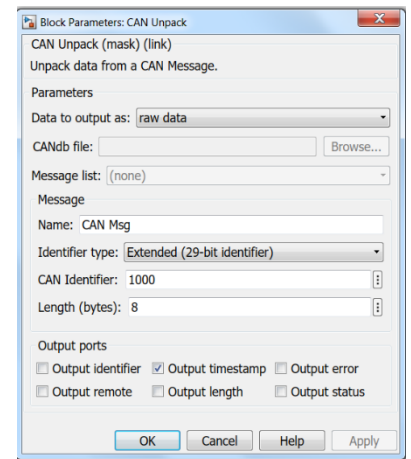 Block Parameters: CAN Unpack
CAN Unpack (mask) (link)
Unpack data from a CAN Message.
Parameters
Data to output as: raw data
CANdb file: Browse...
Message list: (none)
Message
Name: CAN Msg
Identifier type: Extended (29-bit identifier)
CAN Identifier: 1000
Length (bytes): 8
Output ports
Output identifier Output timestamp Output error
Output remote Output length Output status
OK Cancel Help Apply